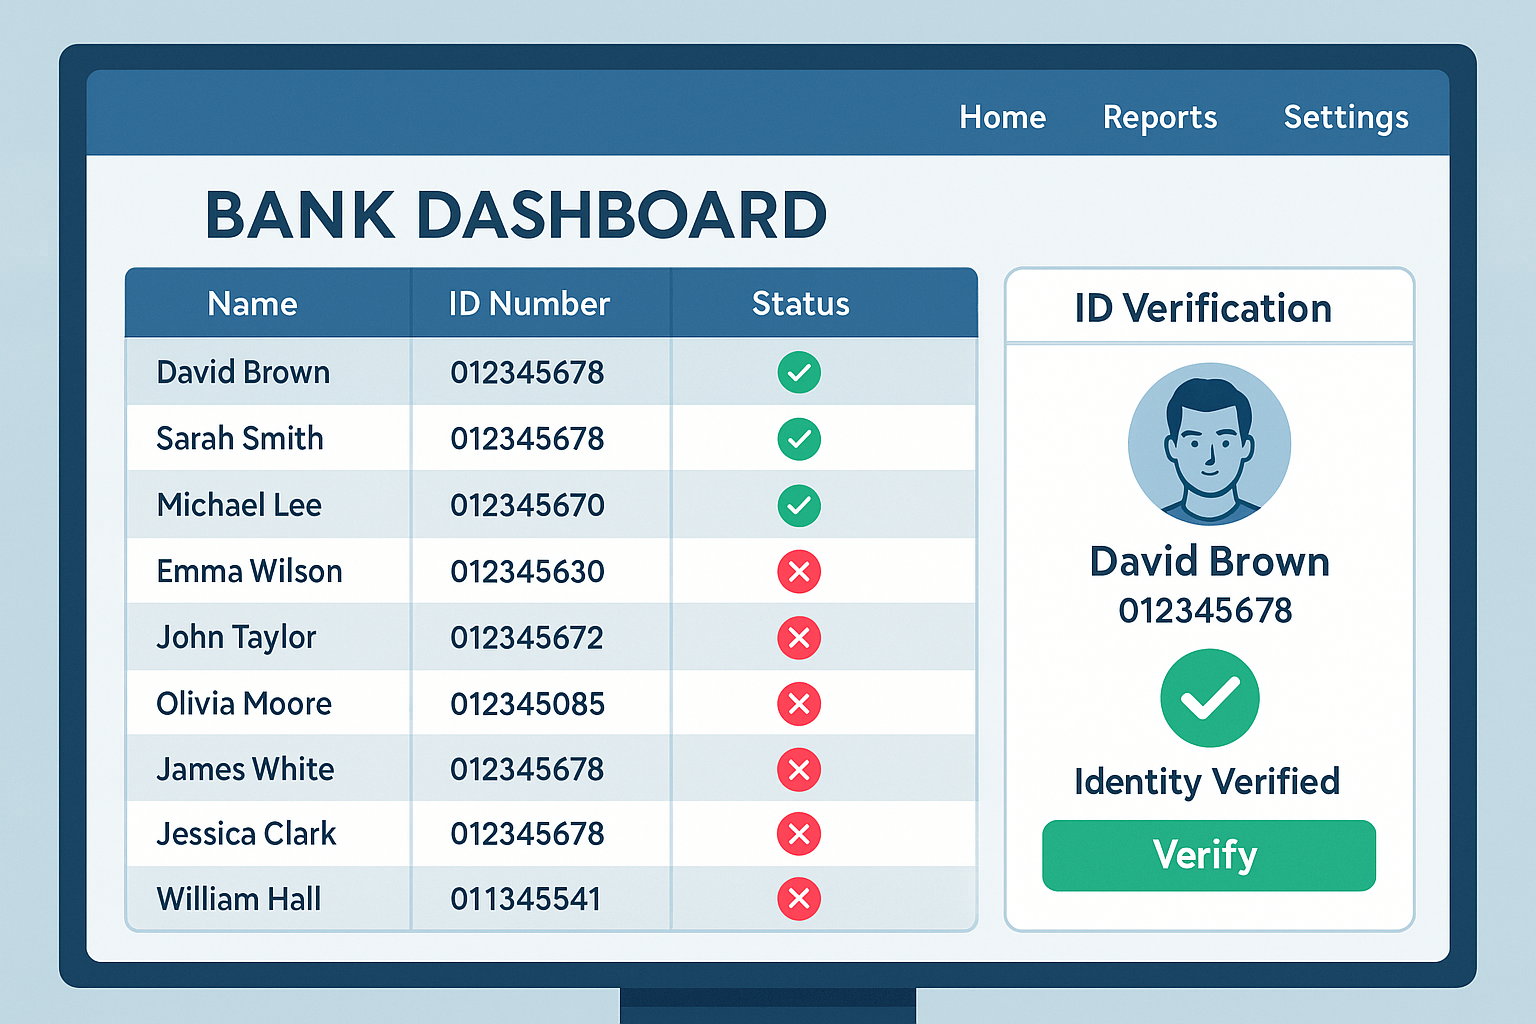 Home Reports Settings
BANK DASHBOARD
Name ID Number Status
David Brown 012345678
Sarah Smith 012345678
Michael Lee 012345670
Emma Wilson 012345630
John Taylor 012345672
Olivia Moore 012345085
James White 012345678
Jessica Clark 012345678
William Hall 011345541
ID Verification
David Brown
012345678
Identity Verified
Verify